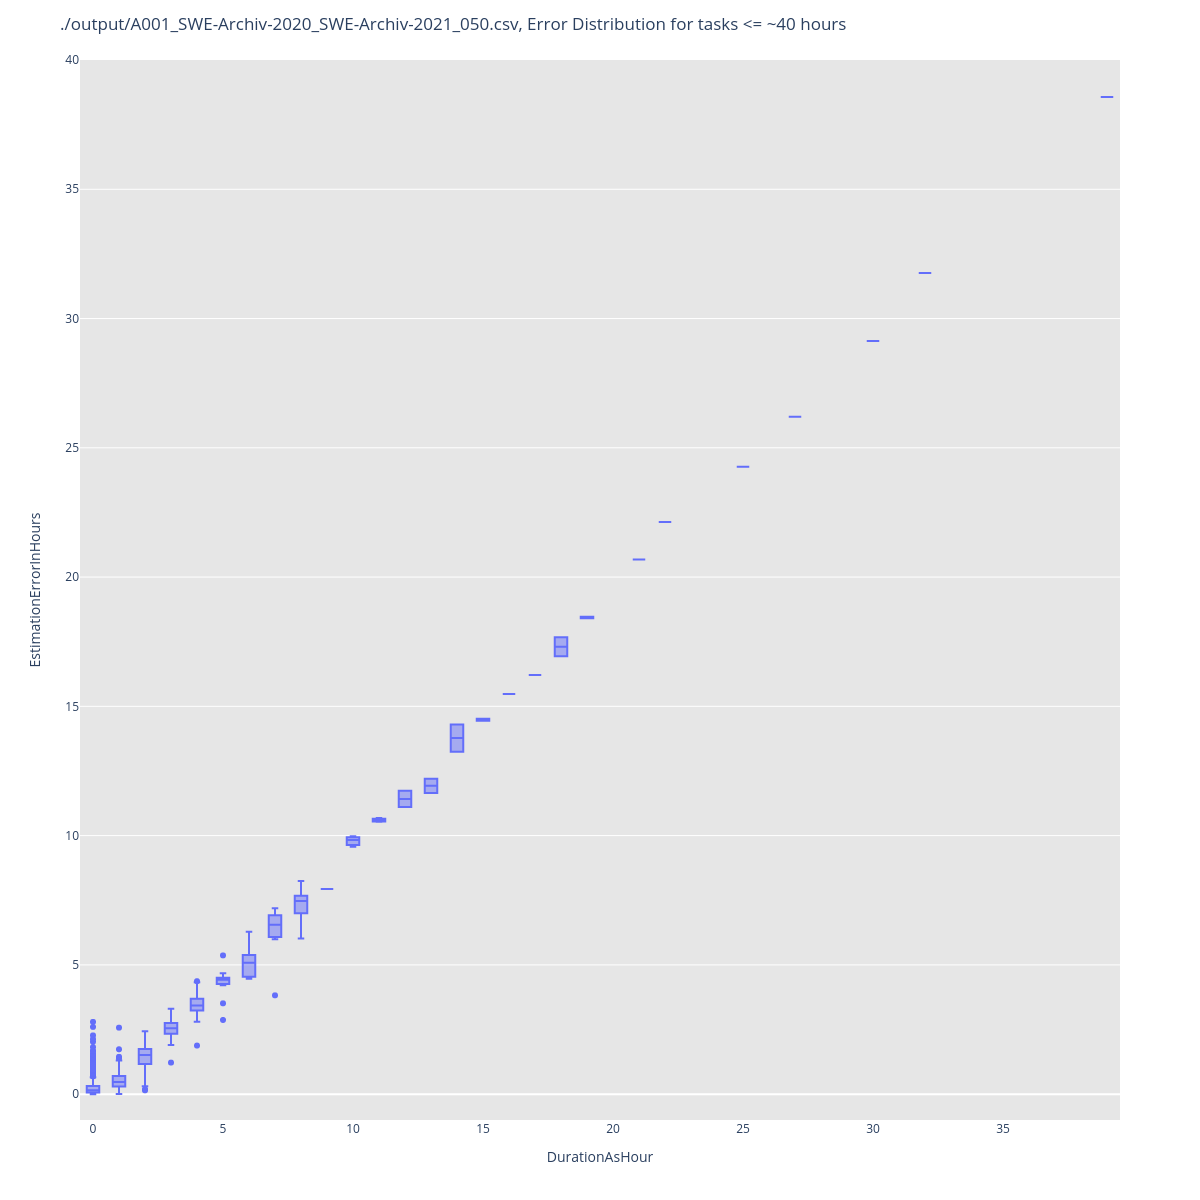 ./output/A001_SWE-Archiv-2020_SWE-Archiv-2021_050.csv, Error Distribution for tasks <= ~40 hours
40
35
30
25
20
15
10
5
0
EstimationErrorInHours
0 5 10 15 20 25 30 35
DurationAsHour